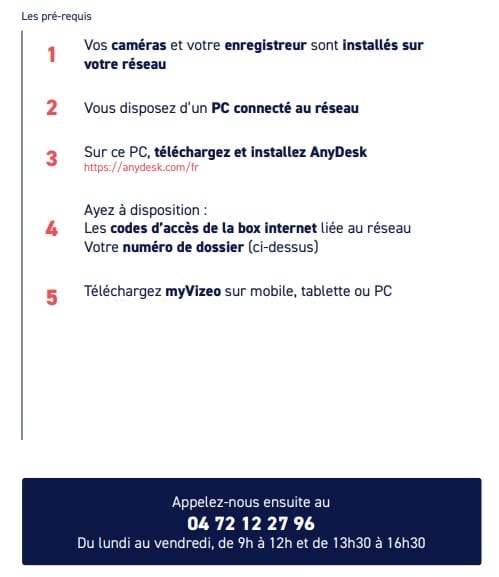 Les pré-requis
1
Vos caméras et votre enregistreur sont installés sur
votre réseau
2
Vous disposez d'un PC connecté au réseau
3
Sur ce PC, téléchargez et installez AnyDesk
https://anydesk.com/fr
4
Ayez à disposition :
Les codes d'accès de la box internet liée au réseau
Votre numéro de dossier (ci-dessus)
5
Téléchargez myVizeo sur mobile, tablette ou PC
Appelez-nous ensuite au
04 72 12 27 96
Du lundi au vendredi, de 9h à 12h et de 13h30 à 16h30